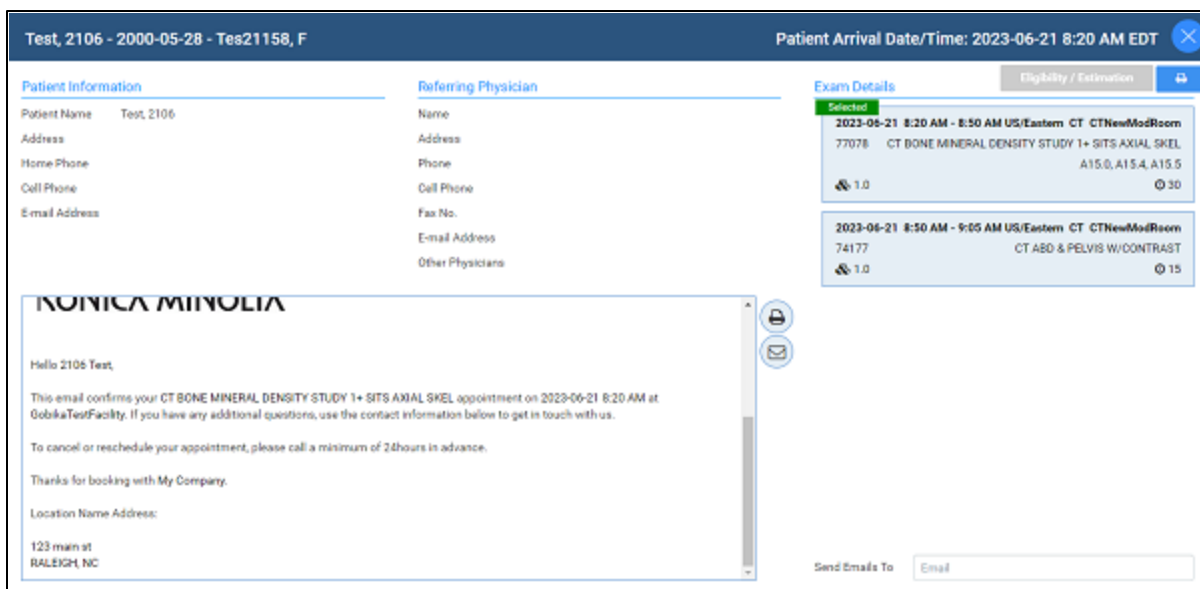 Test, 2106 - 2000-05-28 - Tes21158, F
Patient Arrival Date/Time: 2023-06-21 8:20 AM EDT
Patient Information
Patient Name Test, 2106
Address
Home Phone
Cell Phone
E-mail Address
Referring Physician
Name
Address
Phone
Cell Phone
Fax No.
E-mail Address
Other Physicians
Eligibility / Estimation
Exam Details
Selected
2023-06-21 8:20 AM - 8:50 AM US/Eastern CT CTNewModRoom
77078 CT BONE MINERAL DENSITY STUDY 1+ SITS AXIAL SKEL
A15.0, A15.4, A15.5
1.0 30
2023-06-21 8:50 AM - 9:05 AM US/Eastern CT CTNewModRoom
74177 CT ABD & PELVIS W/CONTRAST
1.0 15
KONICA MINOLTA
Hello 2106 Test,
This email confirms your CT BONE MINERAL DENSITY STUDY 1+ SITS AXIAL SKEL appointment on 2023-06-21 8:20 AM at
GobikaTestFacility. If you have any additional questions, use the contact information below to get in touch with us.
To cancel or reschedule your appointment, please call a minimum of 24hours in advance.
Thanks for booking with My Company.
Location Name Address:
123 main st
RALEIGH, NC
Send Emails To Email